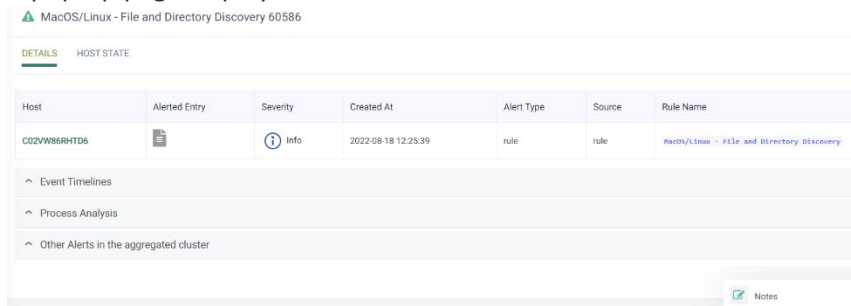 MacOS/Linux - File and Directory Discovery 60586
DETAILS HOST STATE
Host Alerted Entry Severity Created At Alert Type Source Rule Name
C02VW86RHTD6 Info 2022-08-18 12:25:39 rule rule MacOS/Linux - File and Directory Discovery
Event Timelines
Process Analysis
Other Alerts in the aggregated cluster
Notes